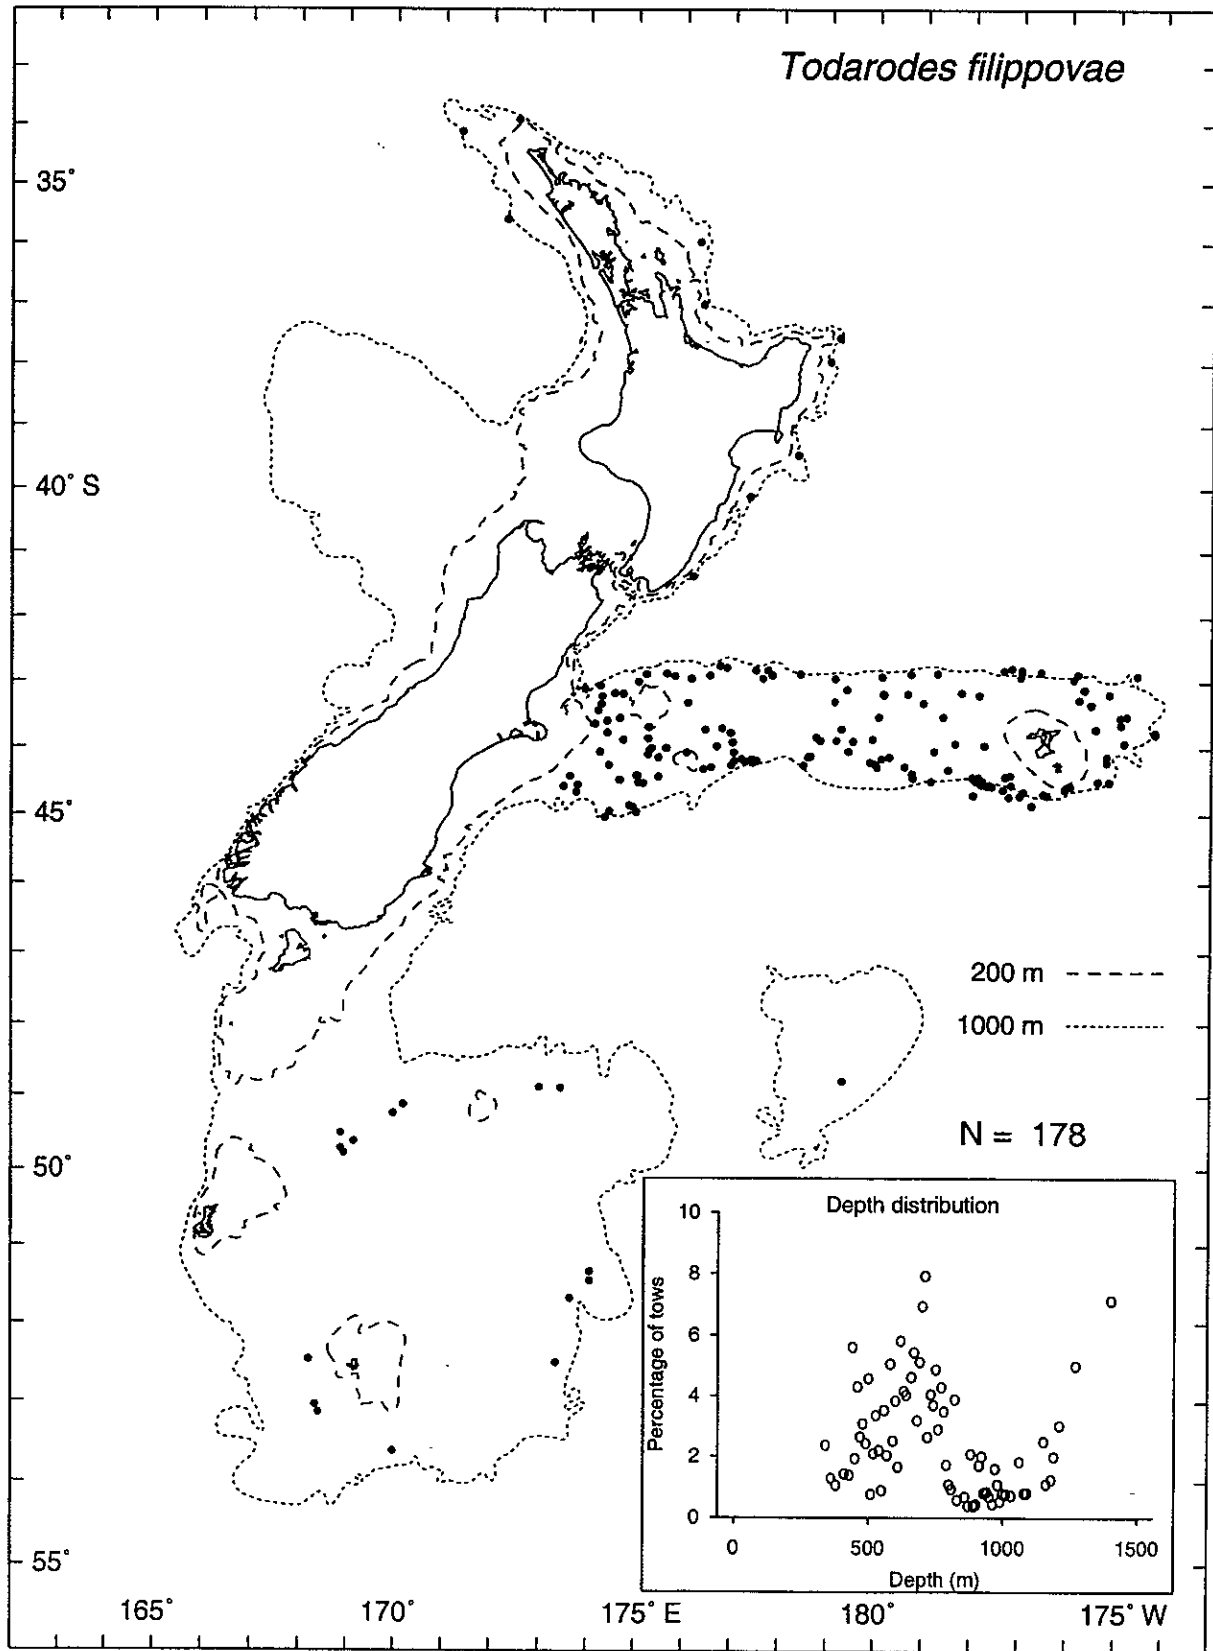 Todarodes filippovae
35°
40° S
45°
50°
55°
200 m
1000 m
N = 178
Depth distribution
10
8
6
4
2
0
Percentage of tows
0 500 1000 1500
Depth (m)
165° 170° 175° E 180° 175° W